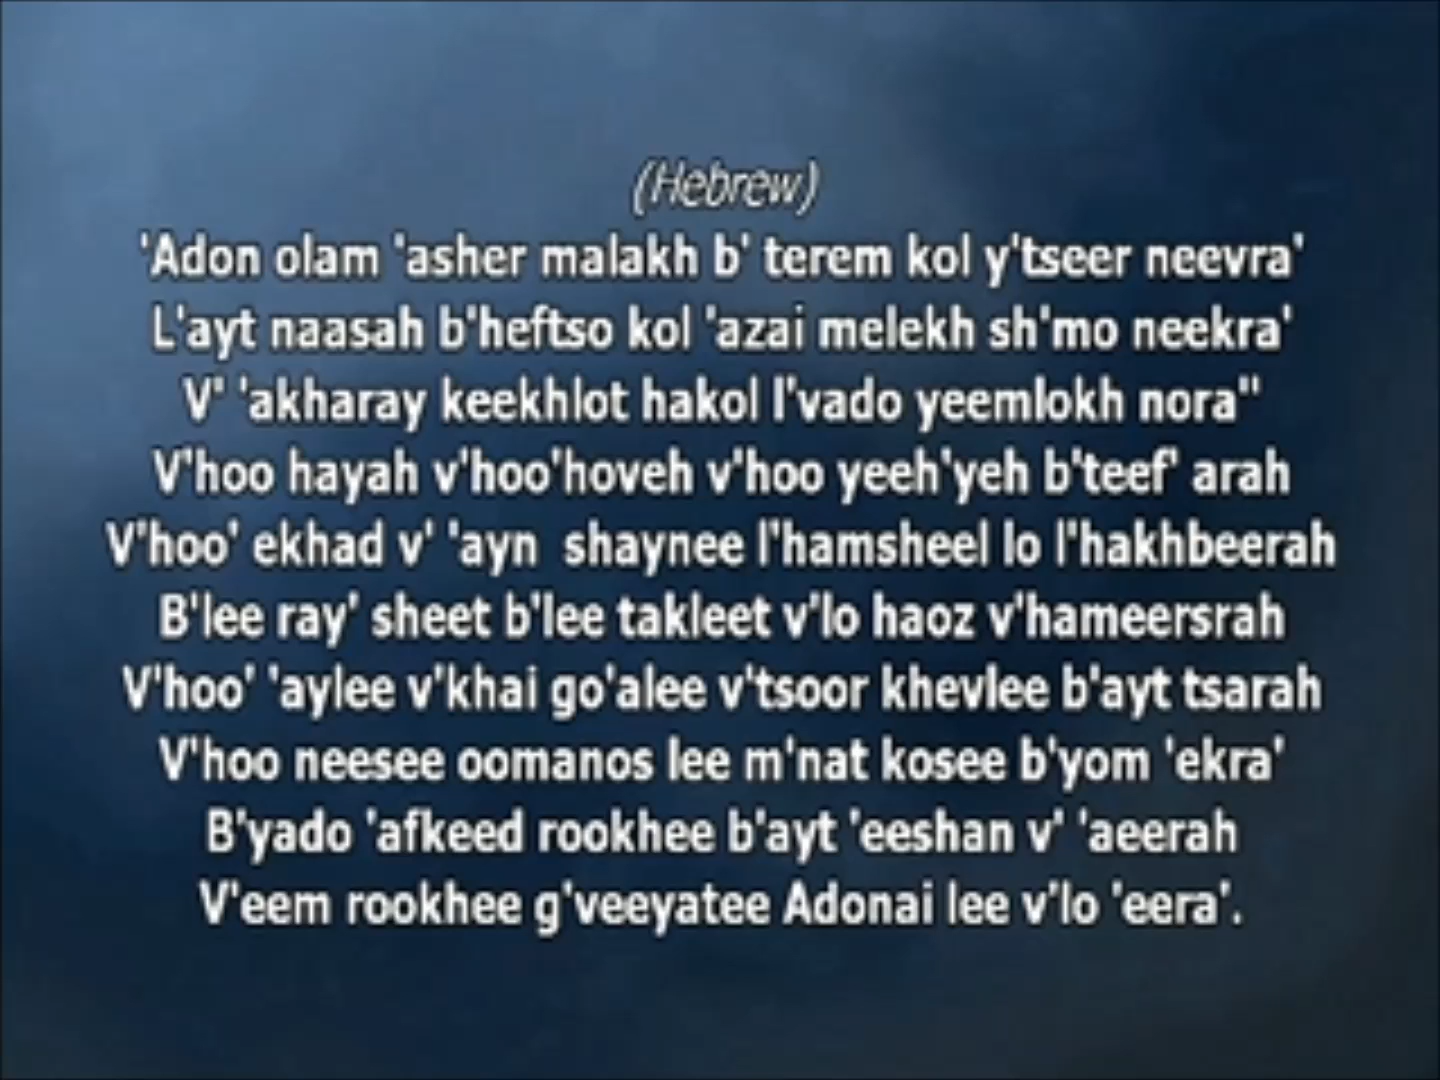 (Hebrew)
'Adon olam 'asher malakh b' terem kol y'tseer neevra'
L'ayt naasah b'heftso kol 'azai melekh sh'mo neekra'
V' 'akharay keekhlot hakol l'vado yeemlokh nora"
V'hoo hayah v'hoo'hoveh v'hoo yeeh'yeh b'teef' arah
V'hoo' ekhad v' 'ayn  shaynee l'hamsheel lo l'hakhbeerah
B'lee ray' sheet b'lee takleet v'lo haoz v'hameersrah
V'hoo' 'aylee v'khai go'alee v'tsoor khevlee b'ayt tsarah
V'hoo neesee oomanos lee m'nat kosee b'yom 'ekra'
B'yado 'afkeed rookhee b'ayt 'eeshan v' 'aeerah
V'eem rookhee g'veeyatee Adonai lee v'lo 'eera'.